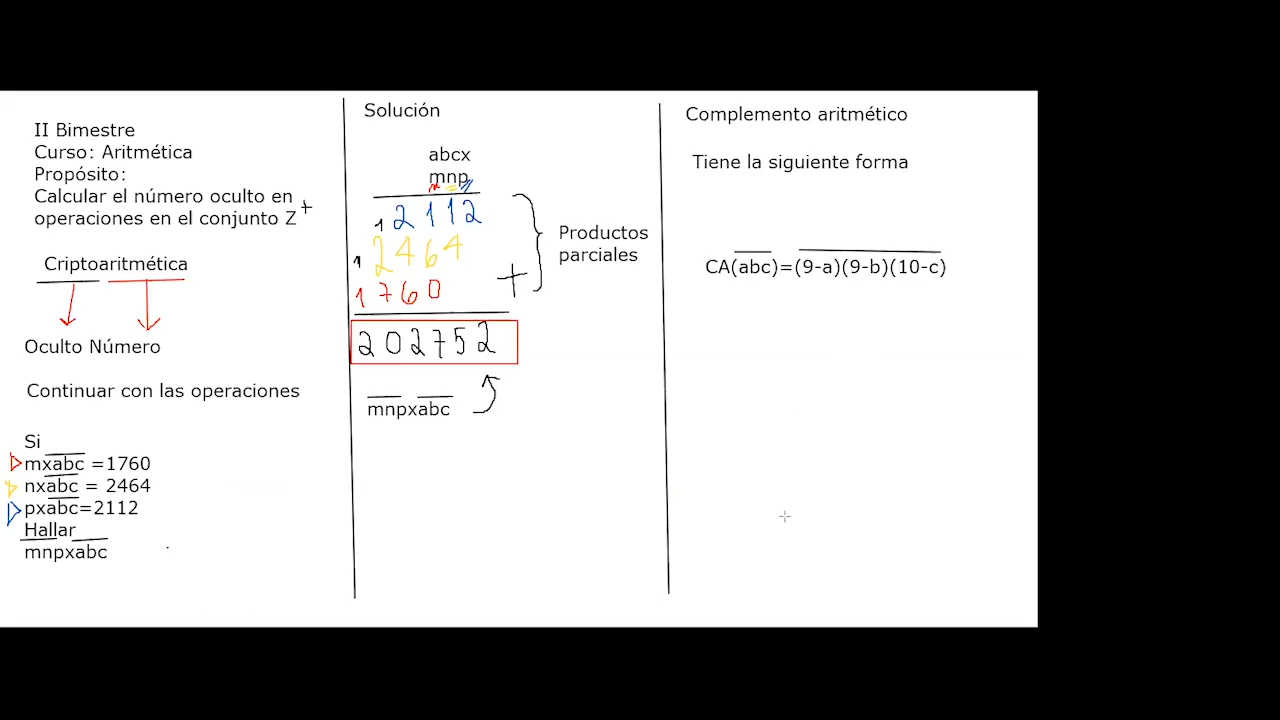 II Bimestre
Curso: Aritmética
Propósito:
Calcular el número oculto en
operaciones en el conjunto Z +
Criptoaritmética
Oculto Número
Continuar con las operaciones
Si
mxabc =1760
nxabc = 2464
pxabc=2112
Hallar
mnpxabc
Solución
abcx
mnp
1 2112
1 2464
1760 +
202752
mnpxabc
Productos
parciales
Complemento aritmético
Tiene la siguiente forma
CA(abc)=(9-a)(9-b)(10-c)